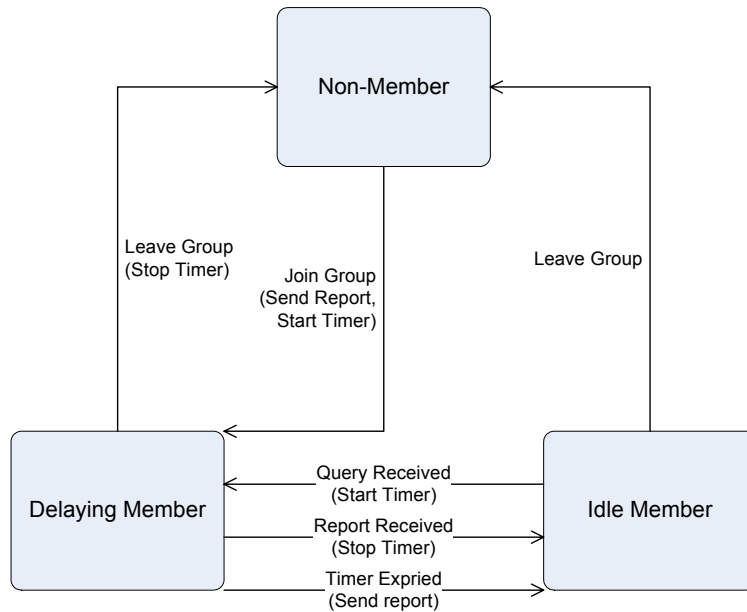 Non-Member
Leave Group
(Stop Timer)
Join Group
(Send Report,
Start Timer)
Leave Group
Delaying Member
Query Received
(Start Timer)
Report Received
(Stop Timer)
Timer Expried
(Send report)
Idle Member